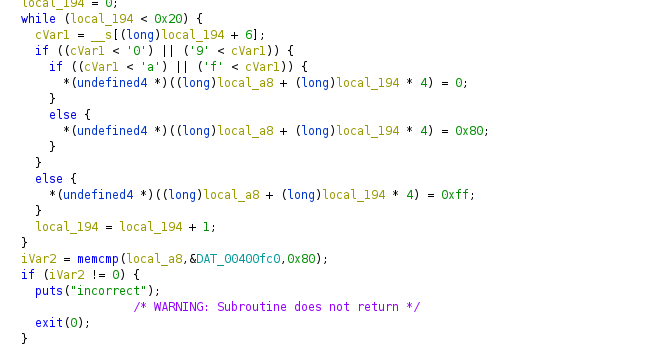 local_194 = 0;
while (local_194 < 0x20) {
cVar1 = __s[(long)local_194 + 6];
if ((cVar1 < '0') || ('9' < cVar1)) {
if ((cVar1 < 'a') || ('f' < cVar1)) {
*(undefined4 *)((long)local_a8 + (long)local_194 * 4) = 0;
}
else {
*(undefined4 *)((long)local_a8 + (long)local_194 * 4) = 0x80;
}
}
else {
*(undefined4 *)((long)local_a8 + (long)local_194 * 4) = 0xff;
}
local_194 = local_194 + 1;
}
iVar2 = memcmp(local_a8,&DAT_00400fc0,0x80);
if (iVar2 != 0) {
puts("incorrect");
/* WARNING: Subroutine does not return */
exit(0);
}